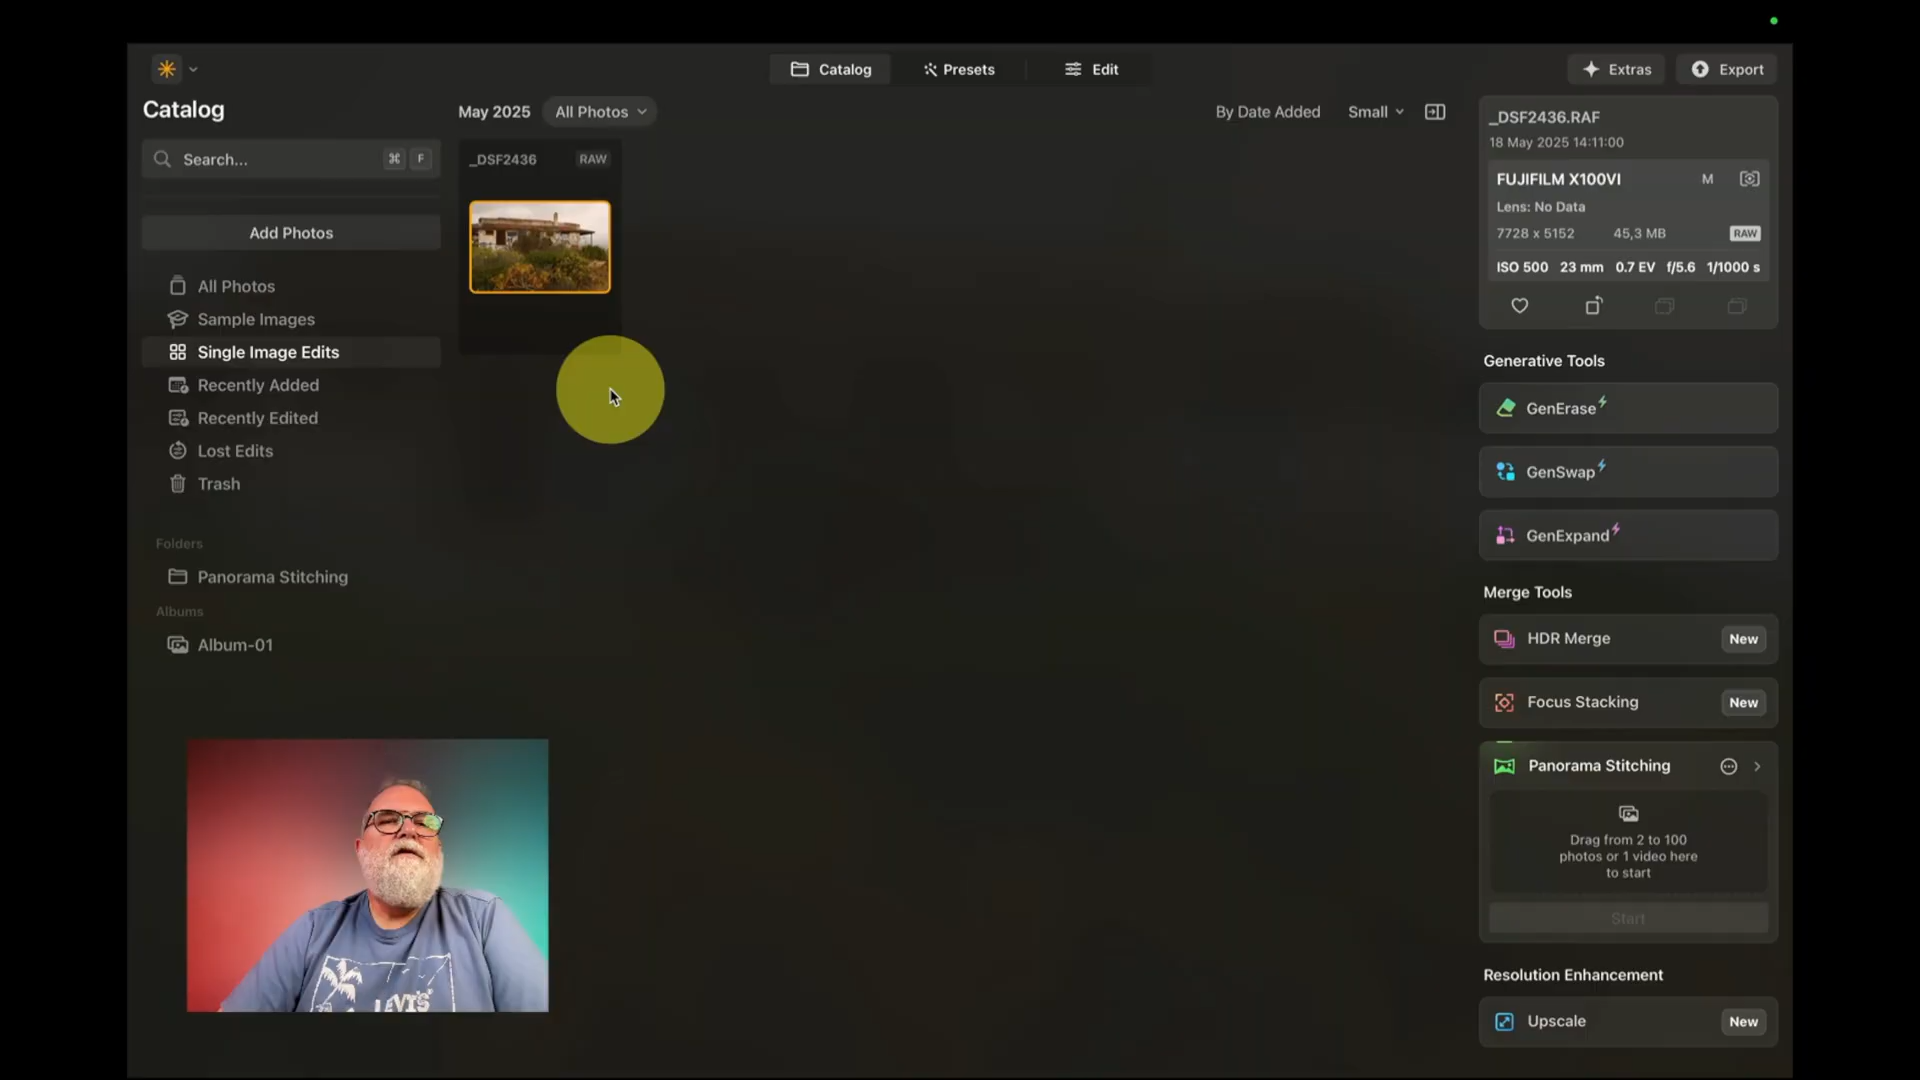 Catalog
Presets
Edit
Extras
Export
Catalog
May 2025
All Photos
By Date Added
Small
Search...
⌘ F
Add Photos
All Photos
Sample Images
Single Image Edits
Recently Added
Recently Edited
Lost Edits
Trash
Folders
Panorama Stitching
Albums
Album-01
_DSF2436 RAW
_DSF2436.RAF
18 May 2025 14:11:00
FUJIFILM X100VI M
Lens: No Data
7728 x 5152 45,3 MB RAW
ISO 500 23 mm 0.7 EV f/5.6 1/1000 s
Generative Tools
GenErase
GenSwap
GenExpand
Merge Tools
HDR Merge New
Focus Stacking New
Panorama Stitching
Drag from 2 to 100
photos or 1 video here
to start
Start
Resolution Enhancement
Upscale New
LEVI'S